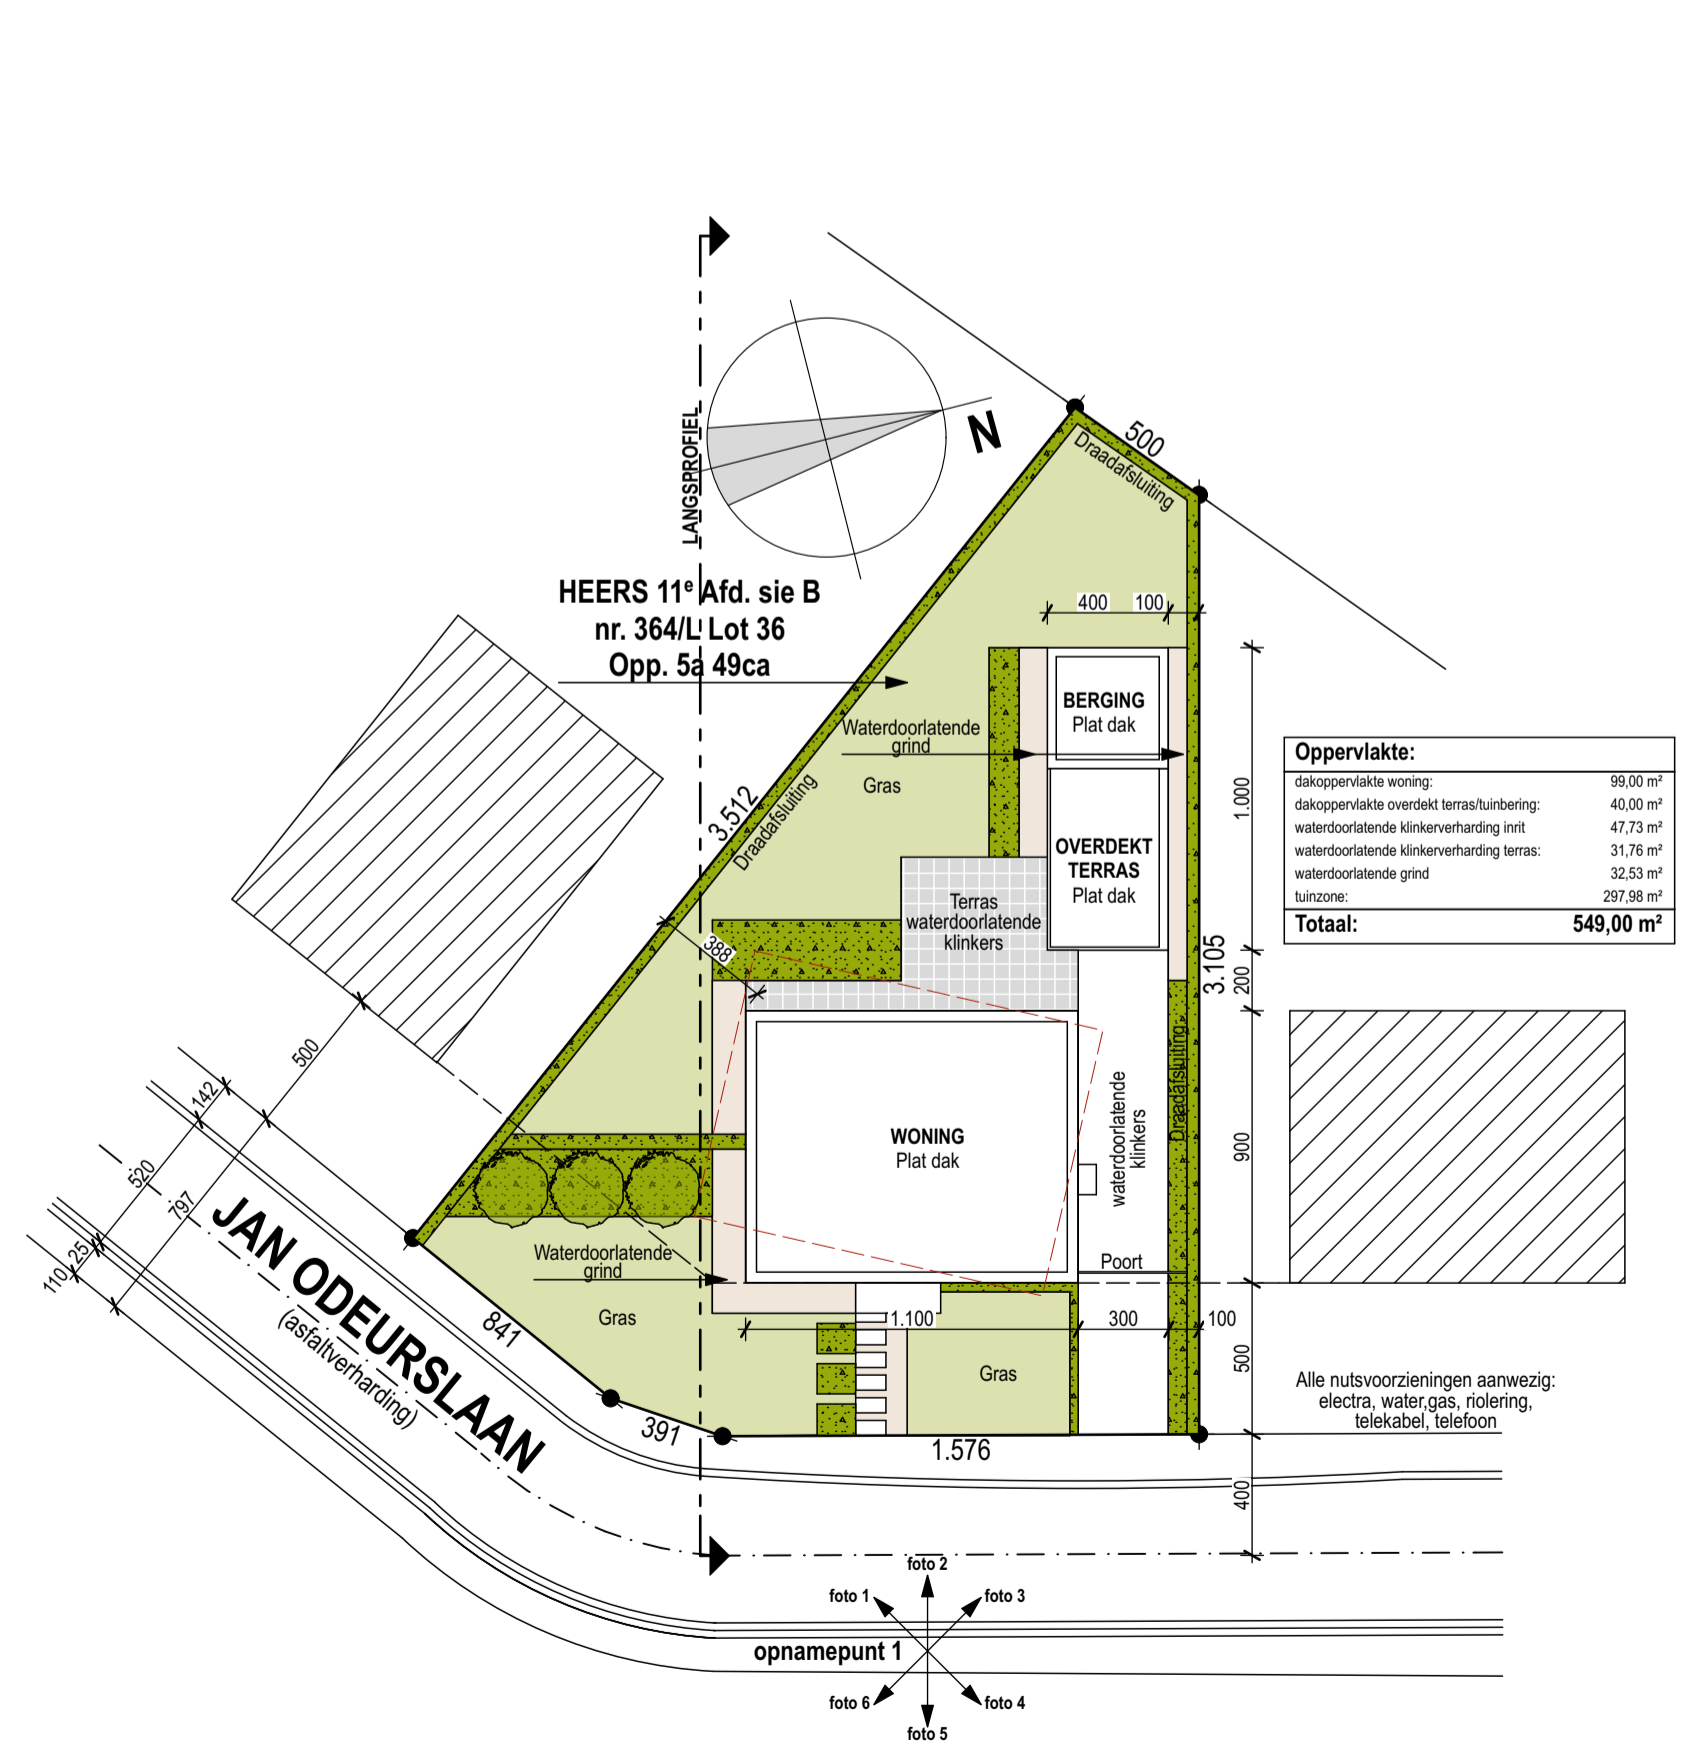 N
LANGSPROFIEL
HEERS 11e Afd. sie B
nr. 364/L Lot 36
Opp. 5a 49ca
500
Draadafsluiting
400
100
BERGING
Plat dak
Waterdoorlatende
grind
Gras
3.512
Draadafsluiting
OVERDEKT
TERRAS
Plat dak
Terras
waterdoorlatende
klinkers
388
1.000
3.105
200
900
500
400
Oppervlakte:
dakoppervlakte woning: 99,00 m²
dakoppervlakte overdekt terras/tuinbering: 40,00 m²
waterdoorlatende klinkerverharding inrit 47,73 m²
waterdoorlatende klinkerverharding terras: 31,76 m²
waterdoorlatende grind 32,53 m²
tuinzone: 297,98 m²
Totaal: 549,00 m²
Draadafsluiting
waterdoorlatende
klinkers
WONING
Plat dak
Poort
500
142
520
797
25
110
JAN ODEURSLAAN
(asfaltverharding)
Waterdoorlatende
grind
Gras
841
391
1.100
300
100
Gras
1.576
Alle nutsvoorzieningen aanwezig:
electra, water,gas, riolering,
telekabel, telefoon
foto 2
foto 1
foto 3
opnamepunt 1
foto 6
foto 4
foto 5